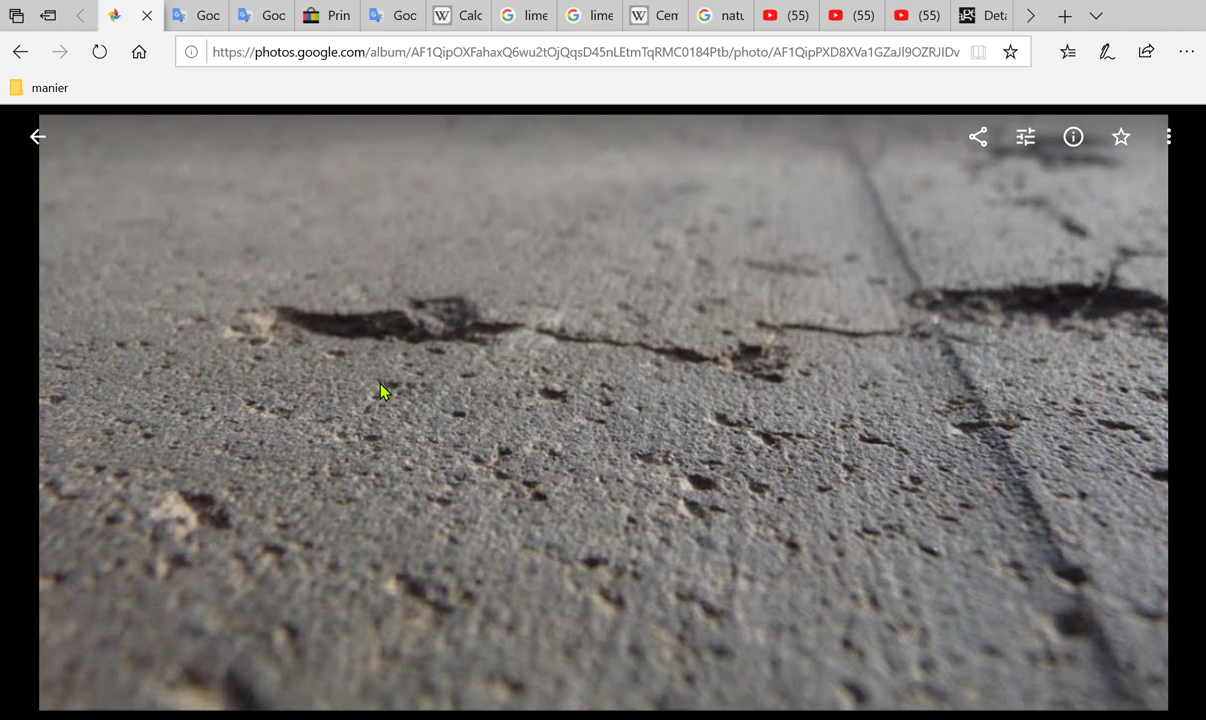 Goc
Goc
Prin
Goc
Calc
lime
lime
Cem
natu
(55)
(55)
(55)
Deta
https://photos.google.com/album/AF1QipOXFahaxQ6wu2tOjQqsD45nLEtmTqRMC0184Ptb/photo/AF1QipPXD8XVa1GZaJl9OZRJIDv
manier